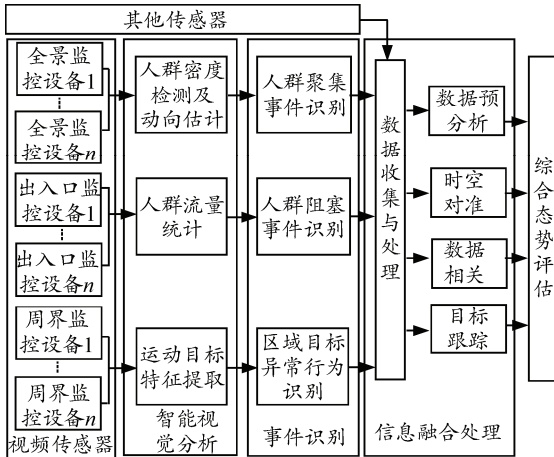 其他传感器
全景监
控设备1
全景监
控设备n
出入口监
控设备1
出入口监
控设备n
周界监
控设备1
周界监
控设备n
视频传感器
人群密度
检测及
动向估计
人群流量
统计
运动目标
特征提取
智能视
觉分析
人群聚集
事件识别
人群阻塞
事件识别
区域目标
异常行为
识别
事件识别
数据收集与处理
数据预
分析
时空
对准
数据
相关
目标
跟踪
信息融合处理
综合态势评估